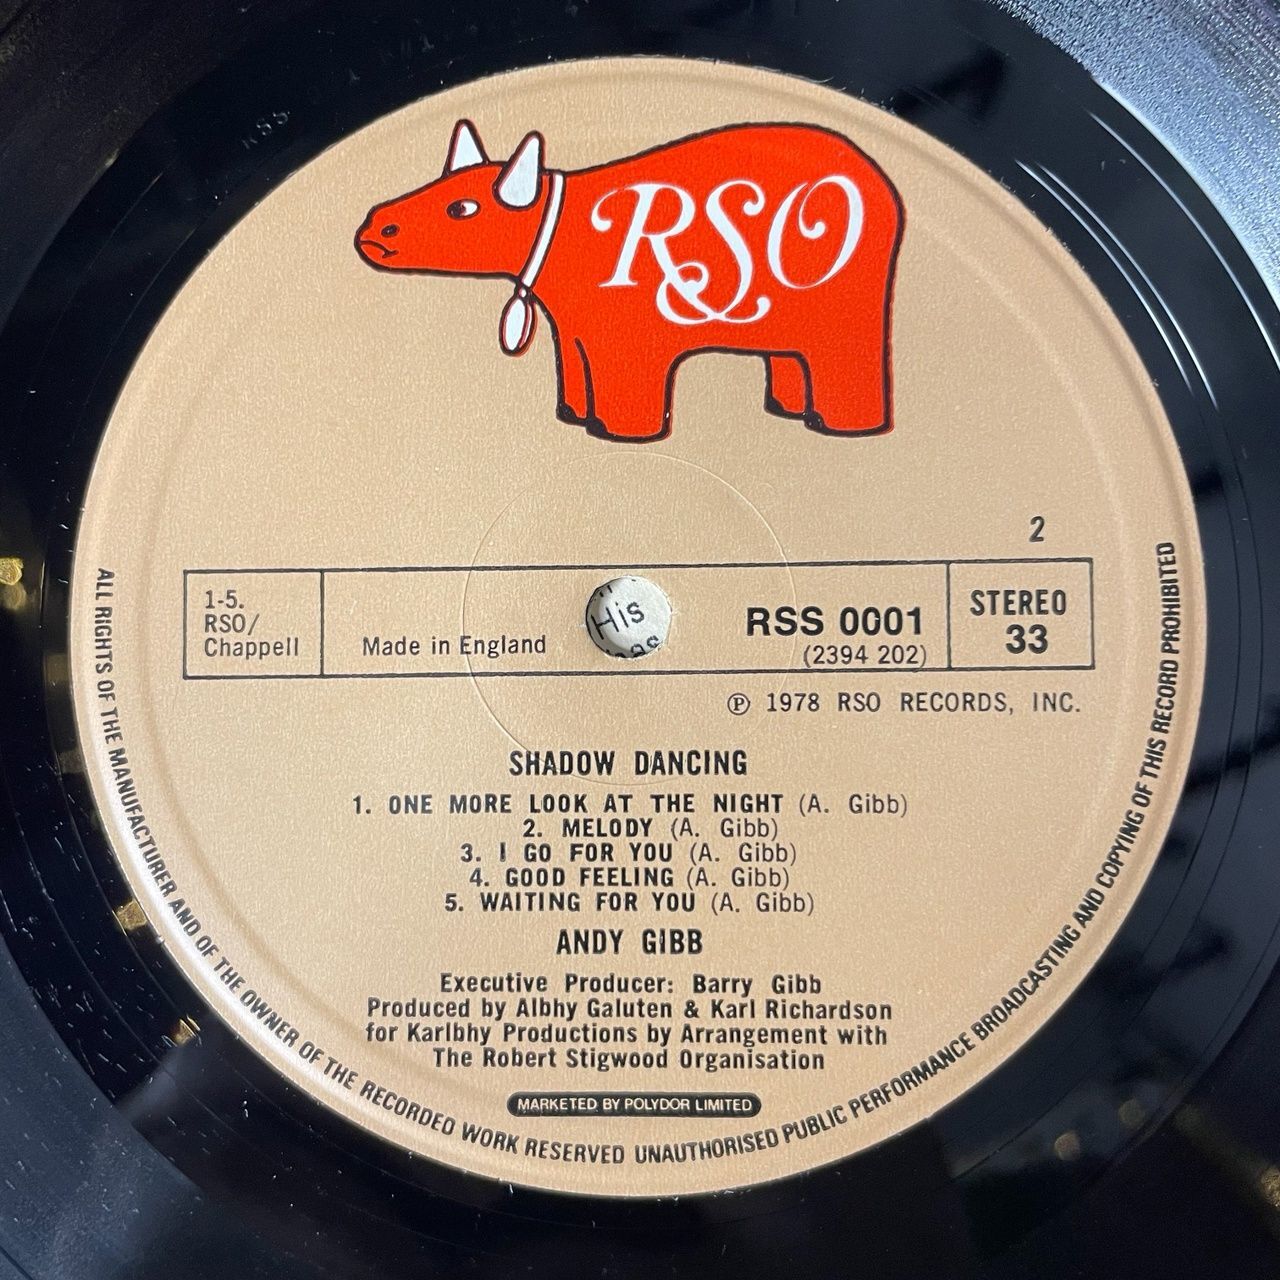 RSO
2
1-5.
RSO/
Chappell
Made in England
His
RSS 0001
(2394 202)
STEREO
33
℗ 1978 RSO RECORDS, INC.
SHADOW DANCING
1. ONE MORE LOOK AT THE NIGHT (A. Gibb)
2. MELODY (A. Gibb)
3. I GO FOR YOU (A. Gibb)
4. GOOD FEELING (A. Gibb)
5. WAITING FOR YOU (A. Gibb)
ANDY GIBB
Executive Producer: Barry Gibb
Produced by Albhy Galuten & Karl Richardson
for Karlbhy Productions by Arrangement with
The Robert Stigwood Organisation
MARKETED BY POLYDOR LIMITED
ALL RIGHTS OF THE MANUFACTURER AND OF THE OWNER OF THE RECORDED WORK RESERVED UNAUTHORISED PUBLIC PERFORMANCE BROADCASTING AND COPYING OF THIS RECORD PROHIBITED